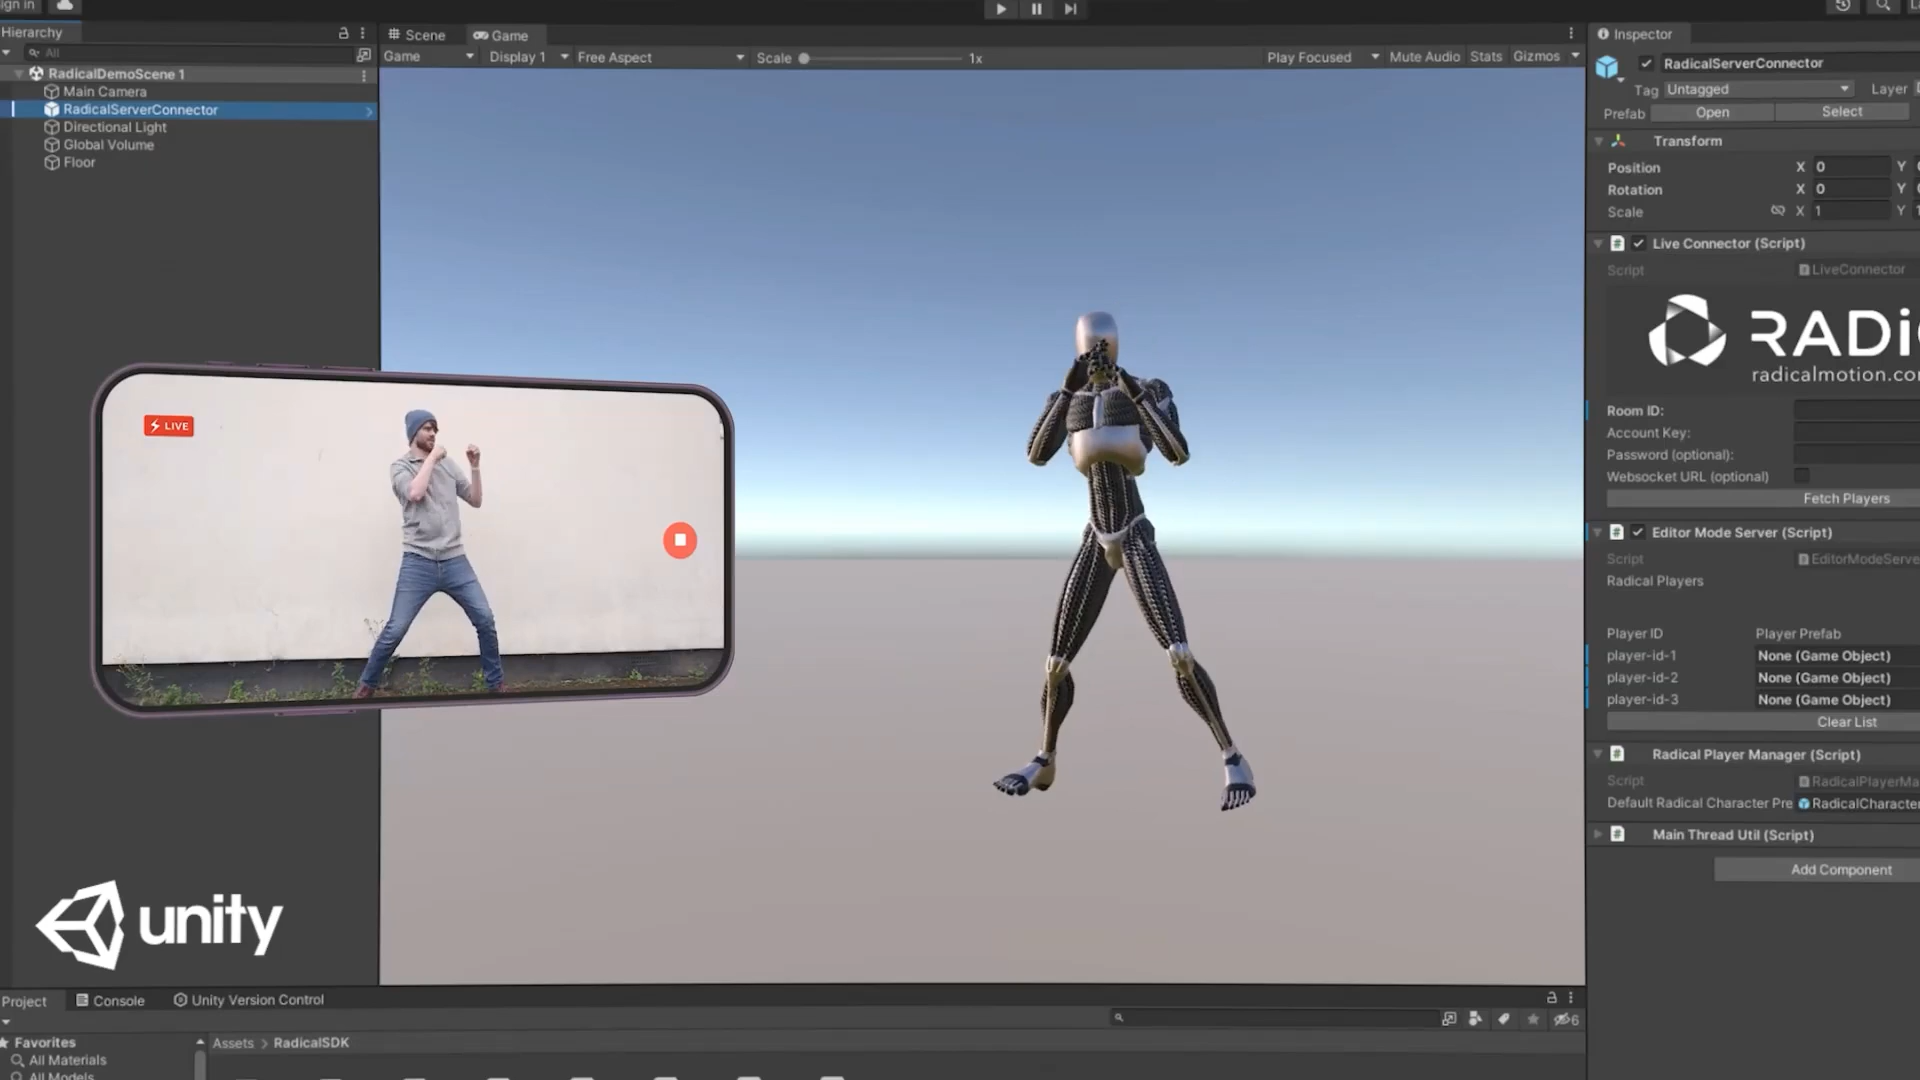 Sign in
Hierarchy
All
RadicalDemoScene 1
Main Camera
RadicalServerConnector
Directional Light
Global Volume
Floor
Scene
Game
Game
Display 1
Free Aspect
Scale
1x
Play Focused
Mute Audio
Stats
Gizmos
LIVE
unity
Inspector
RadicalServerConnector
Tag Untagged Layer
Prefab Open Select
Transform
Position X 0 Y
Rotation X 0 Y
Scale X 1 Y
Live Connector (Script)
Script LiveConnector
RADiC
radicalmotion.co
Room ID:
Account Key:
Password (optional):
Websocket URL (optional)
Fetch Players
Editor Mode Server (Script)
Script EditorModeServe
Radical Players
Player ID Player Prefab
player-id-1 None (Game Object)
player-id-2 None (Game Object)
player-id-3 None (Game Object)
Clear List
Radical Player Manager (Script)
Script RadicalPlayerMa
Default Radical Character Pre RadicalCharacter
Main Thread Util (Script)
Add Component
Project
Console
Unity Version Control
6
Favorites
All Materials
All Models
Assets > RadicalSDK